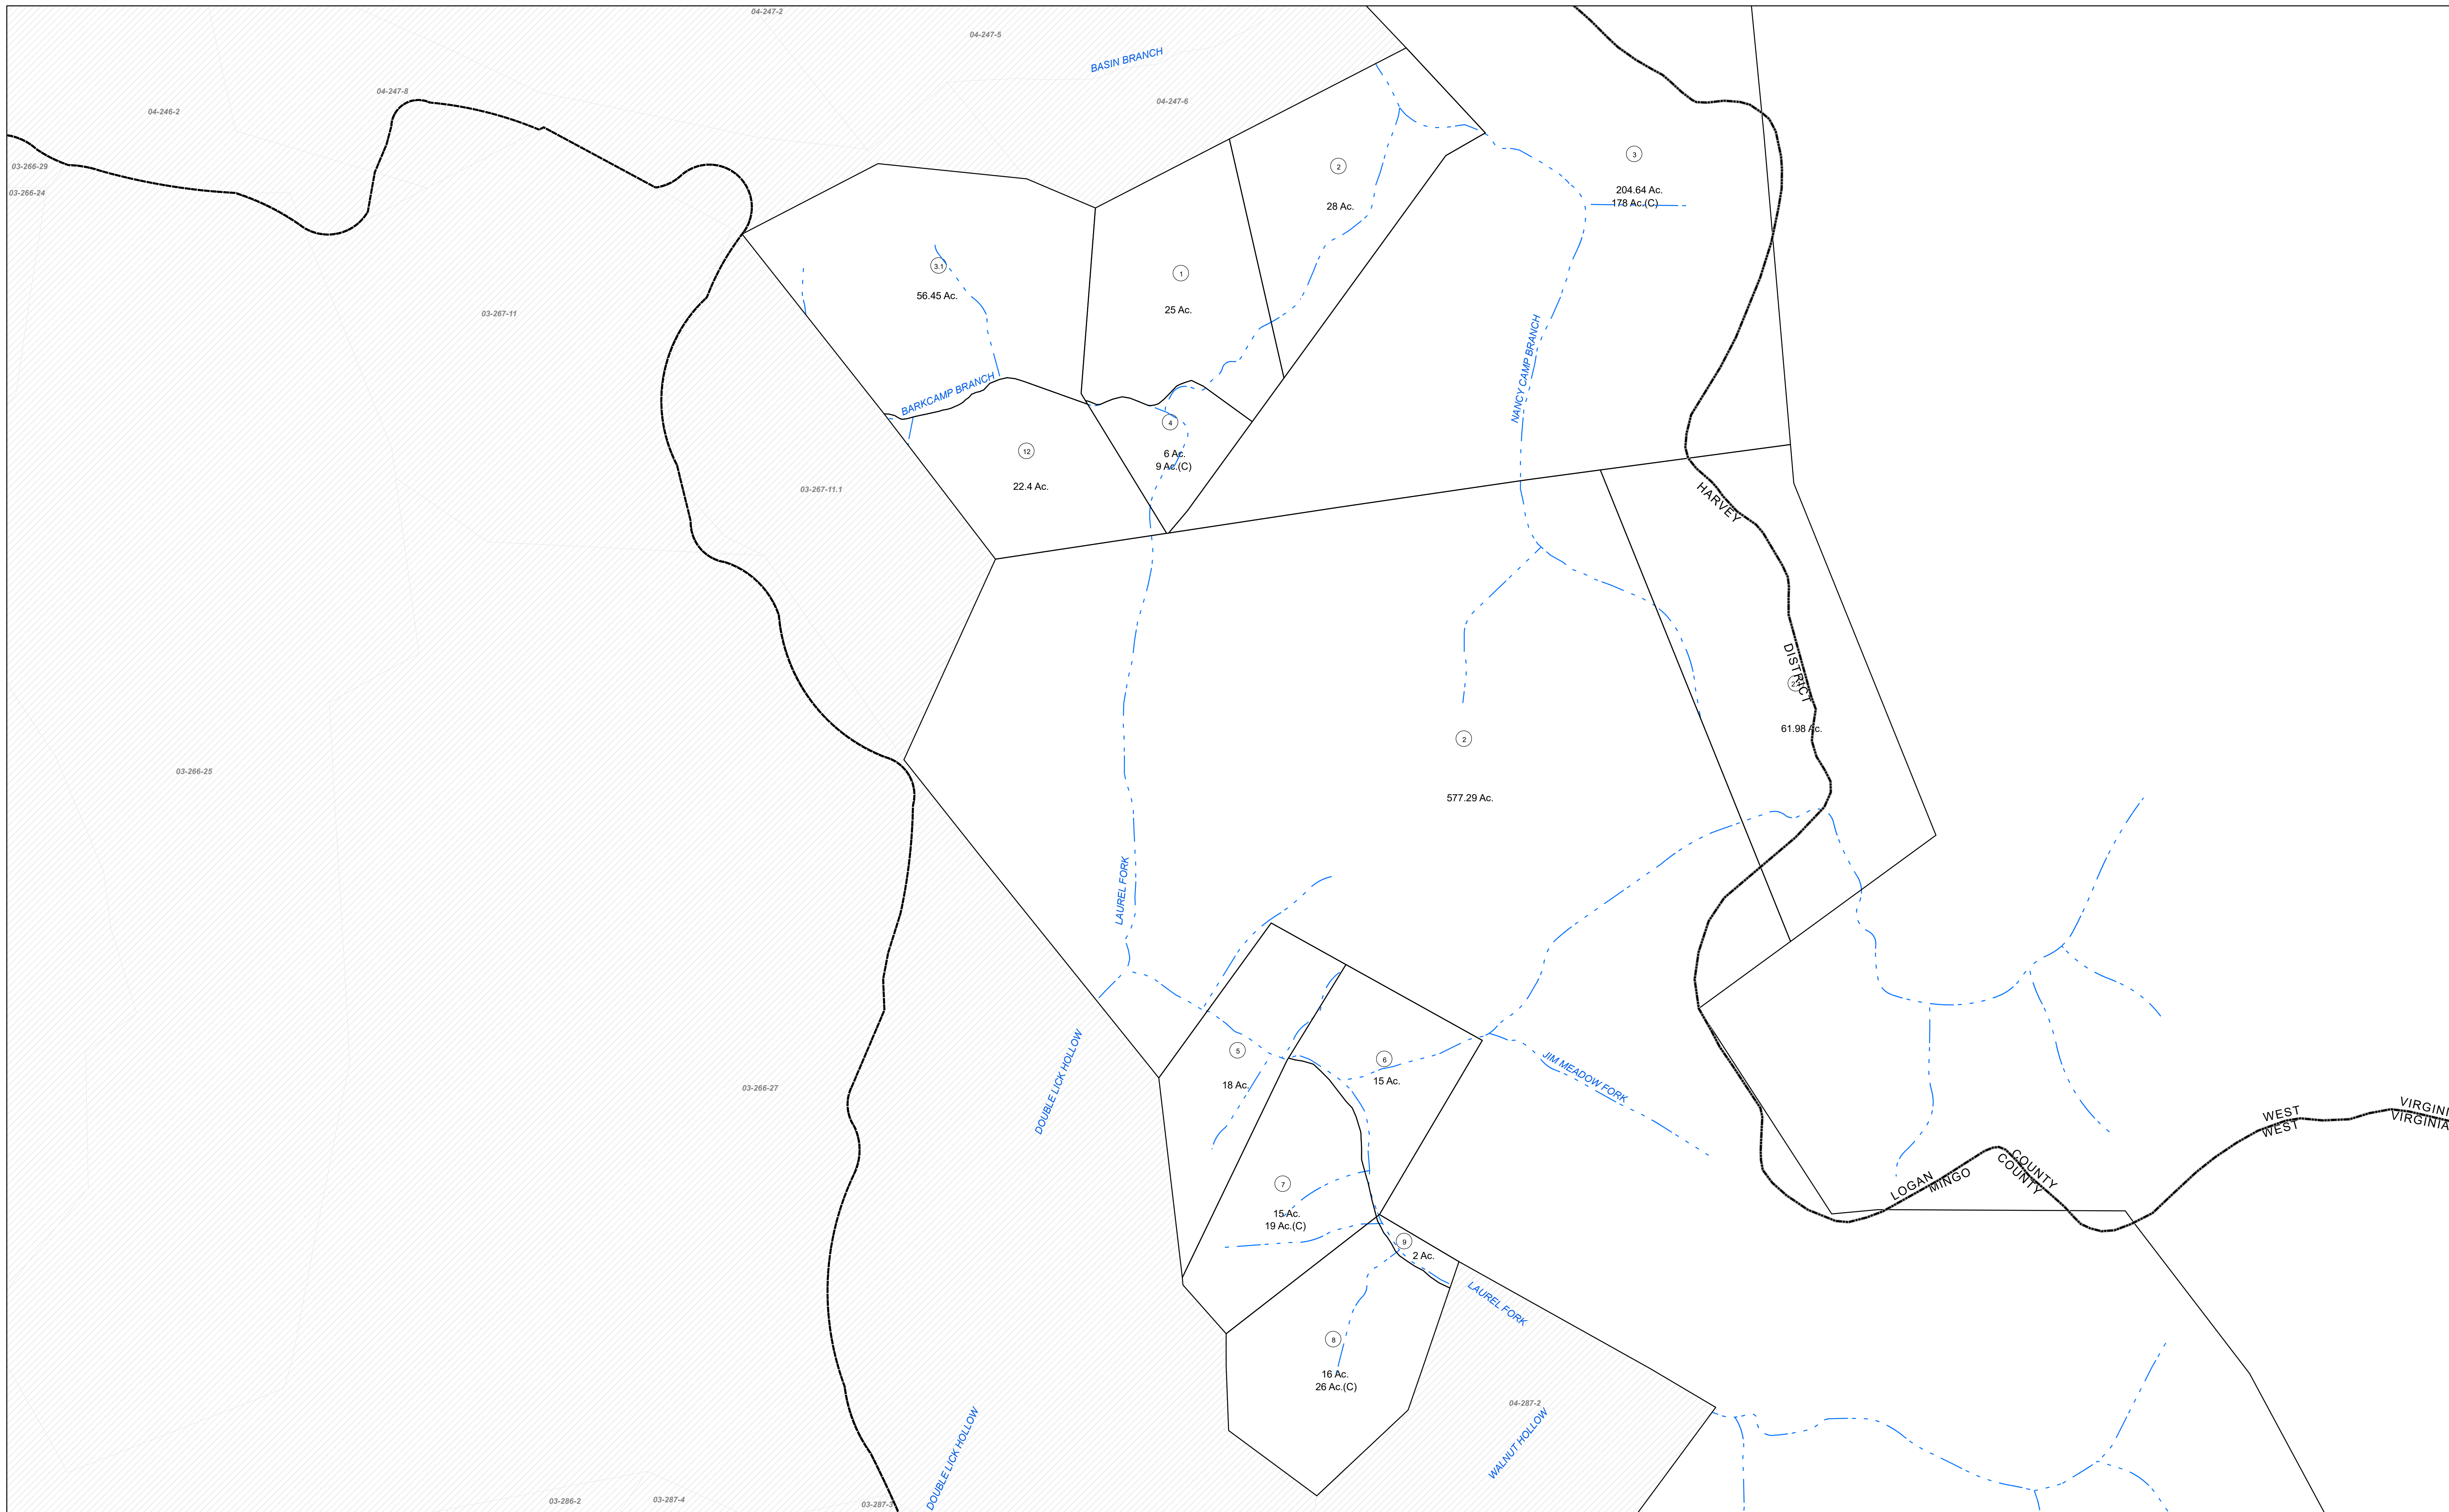 04-247-2
04-247-5
BASIN BRANCH
04-247-8
04-247-6
04-246-2
03-266-29
03-266-24
2
28 Ac.
3
204.64 Ac.
178 Ac.(C)
3.1
56.45 Ac.
1
25 Ac.
03-267-11
NANCY CAMP BRANCH
BARKCAMP BRANCH
4
6 Ac.
9 Ac.(C)
12
22.4 Ac.
03-267-11.1
HARVEY
DISTRICT
61.98 Ac.
2
577.29 Ac.
03-266-25
LAUREL FORK
DOUBLE LICK HOLLOW
5
18 Ac.
6
15 Ac.
JIM MEADOW FORK
03-266-27
7
15 Ac.
19 Ac.(C)
9
2 Ac.
LOGAN COUNTY
MINGO COUNTY
WEST VIRGINI
WEST VIRGINIA
LAUREL FORK
8
16 Ac.
26 Ac.(C)
04-287-2
WALNUT HOLLOW
DOUBLE LICK HOLLOW
03-286-2
03-287-4
03-287-3